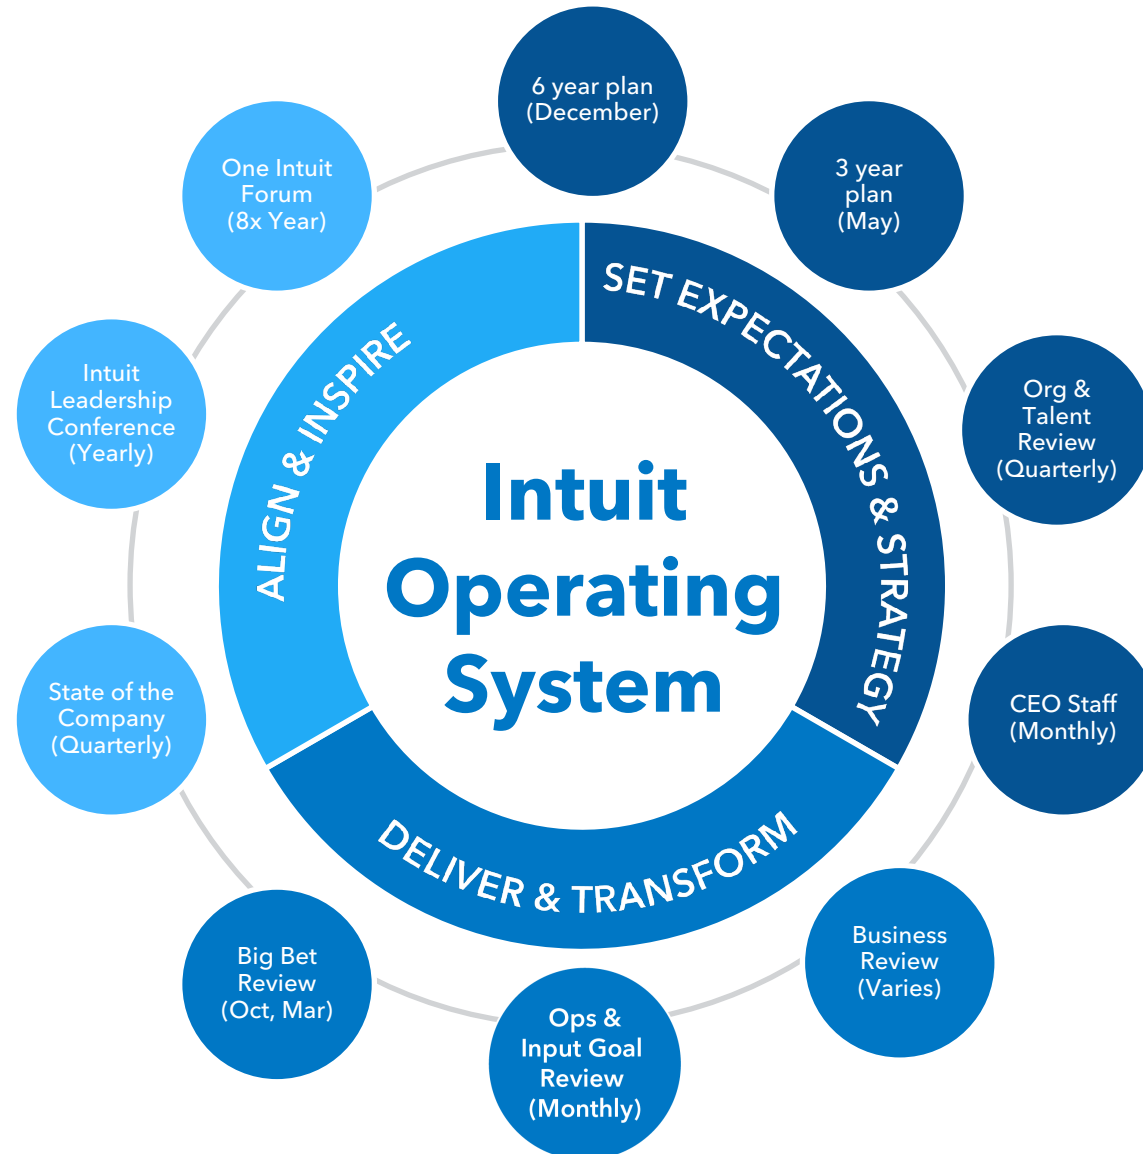 6 year plan
(December)
3 year
plan
(May)
Org &
Talent
Review
(Quarterly)
CEO Staff
(Monthly)
Business
Review
(Varies)
Ops &
Input Goal
Review
(Monthly)
Big Bet
Review
(Oct, Mar)
State of the
Company
(Quarterly)
Intuit
Leadership
Conference
(Yearly)
One Intuit
Forum
(8x Year)
SET EXPECTATIONS & STRATEGY
DELIVER & TRANSFORM
ALIGN & INSPIRE
Intuit
Operating
System